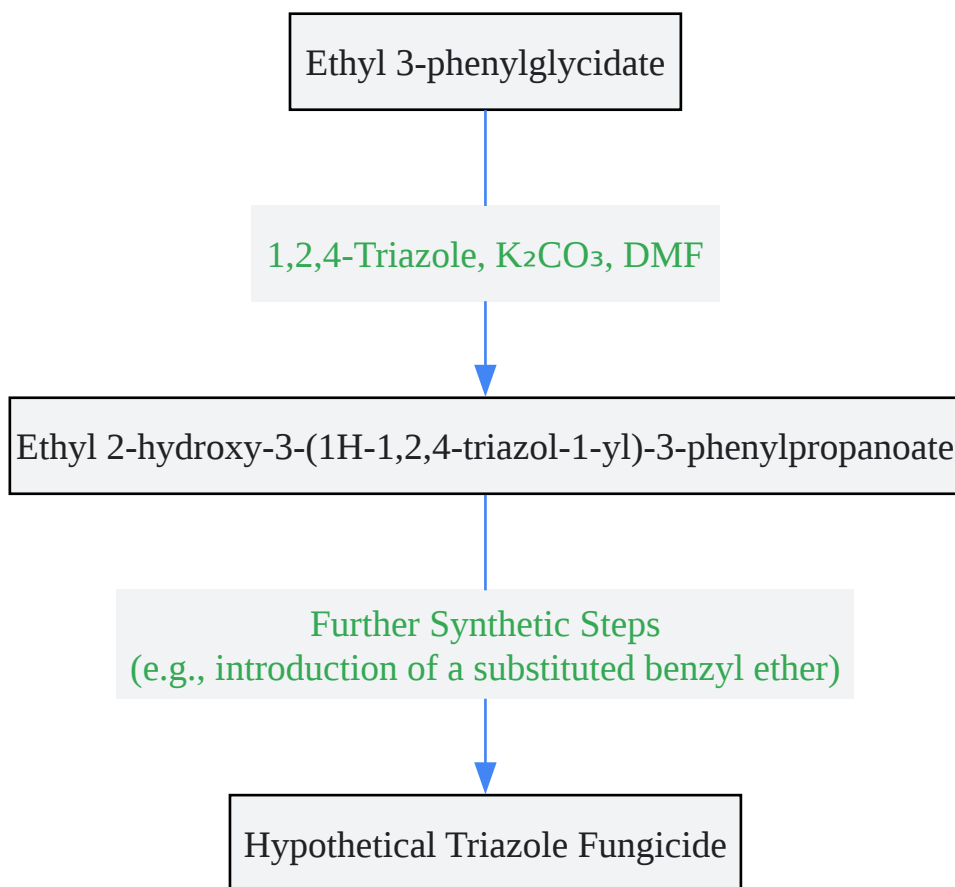 Ethyl 3-phenylglycidate
1,2,4-Triazole, K₂CO₃, DMF
Ethyl 2-hydroxy-3-(1H-1,2,4-triazol-1-yl)-3-phenylpropanoate
Further Synthetic Steps
(e.g., introduction of a substituted benzyl ether)
Hypothetical Triazole Fungicide